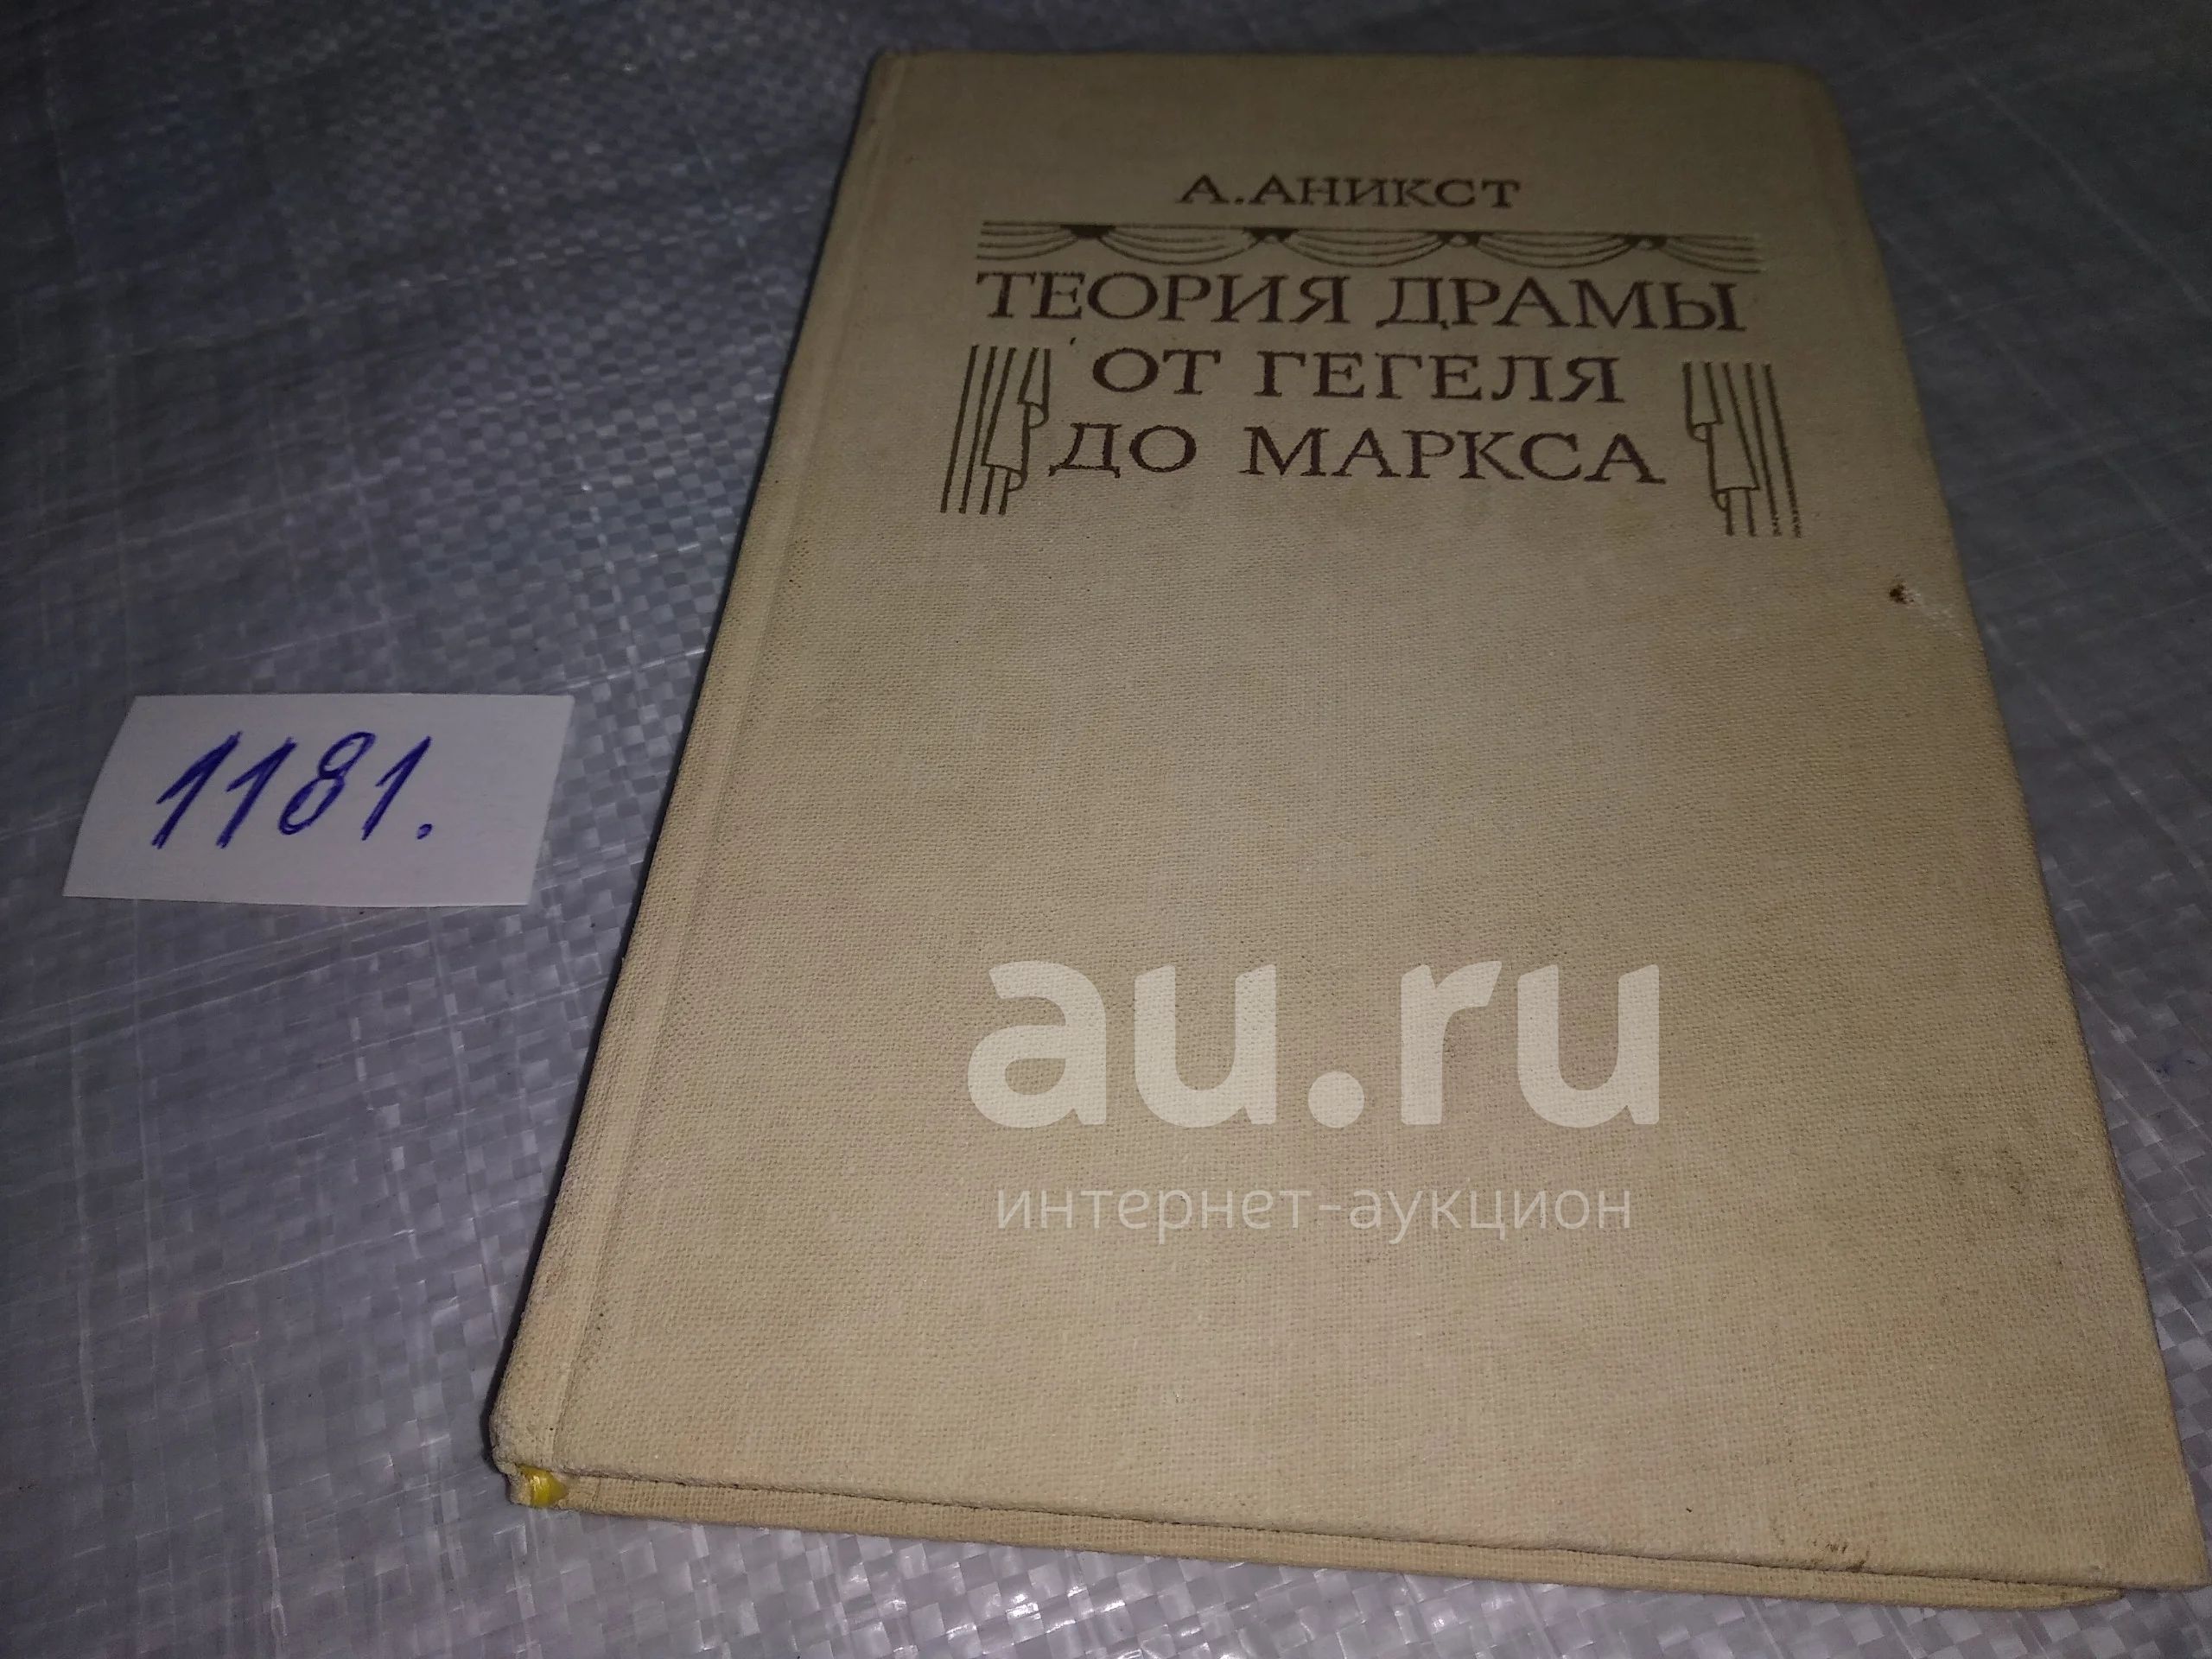 А.АНИКСТ
ТЕОРИЯ ДРАМЫ
ОТ ГЕГЕЛЯ
ДО МАРКСА
1181.
au.ru
интернет-аукцион